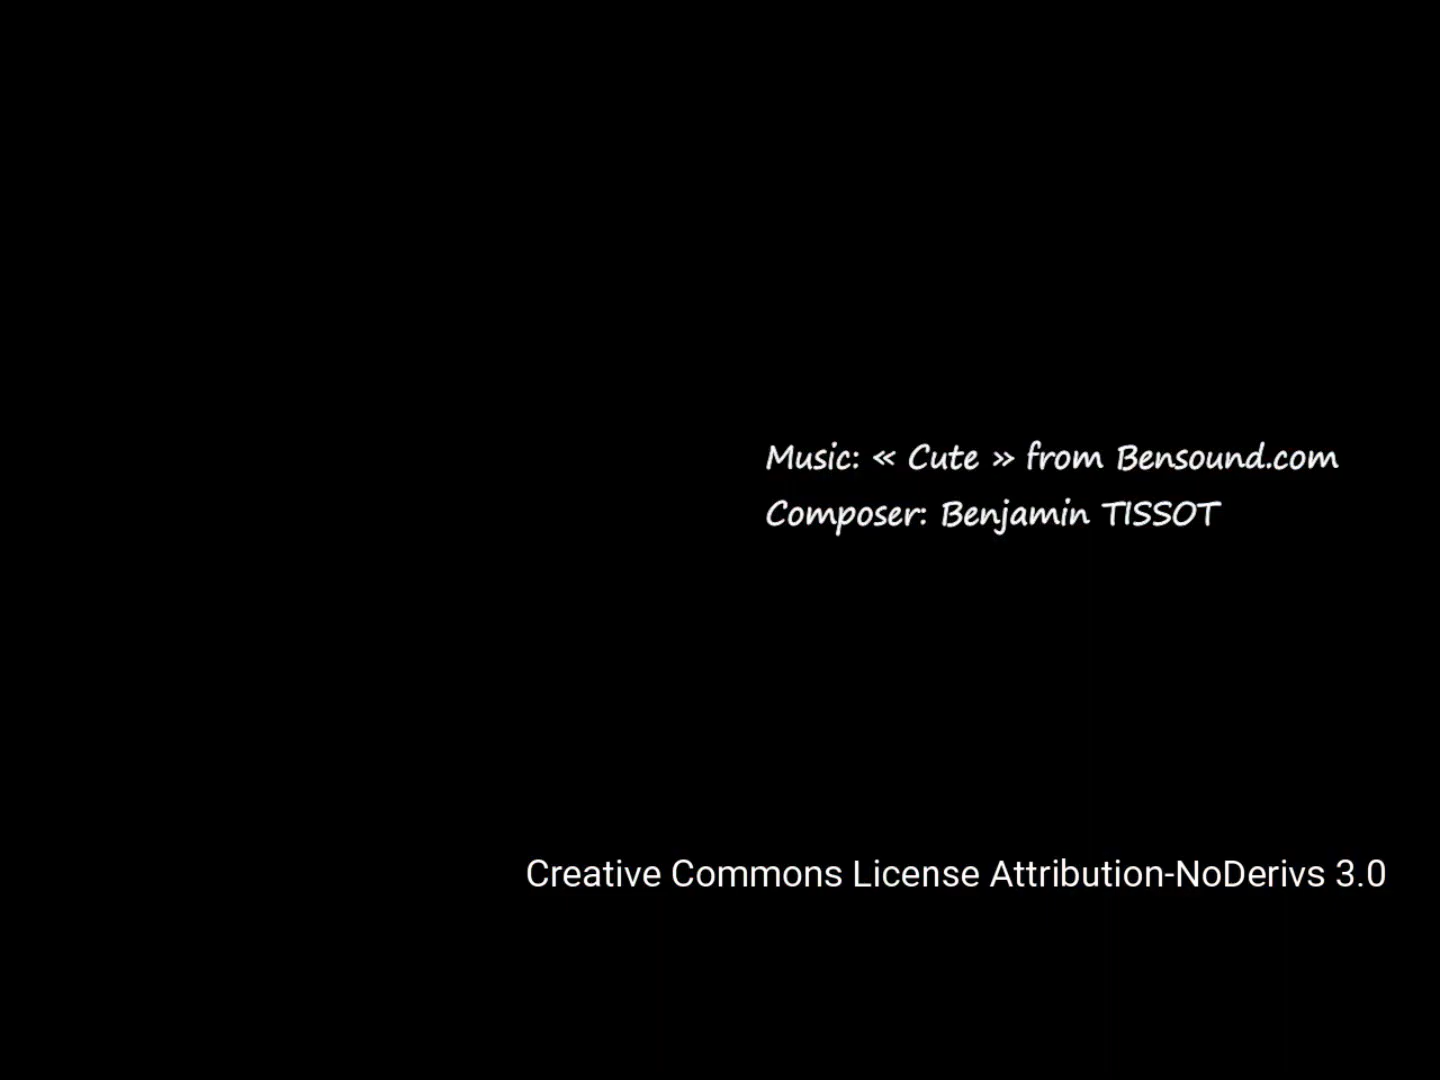 Music: « Cute » from Bensound.com
Composer: Benjamin TISSOT
Creative Commons License Attribution-NoDerivs 3.0